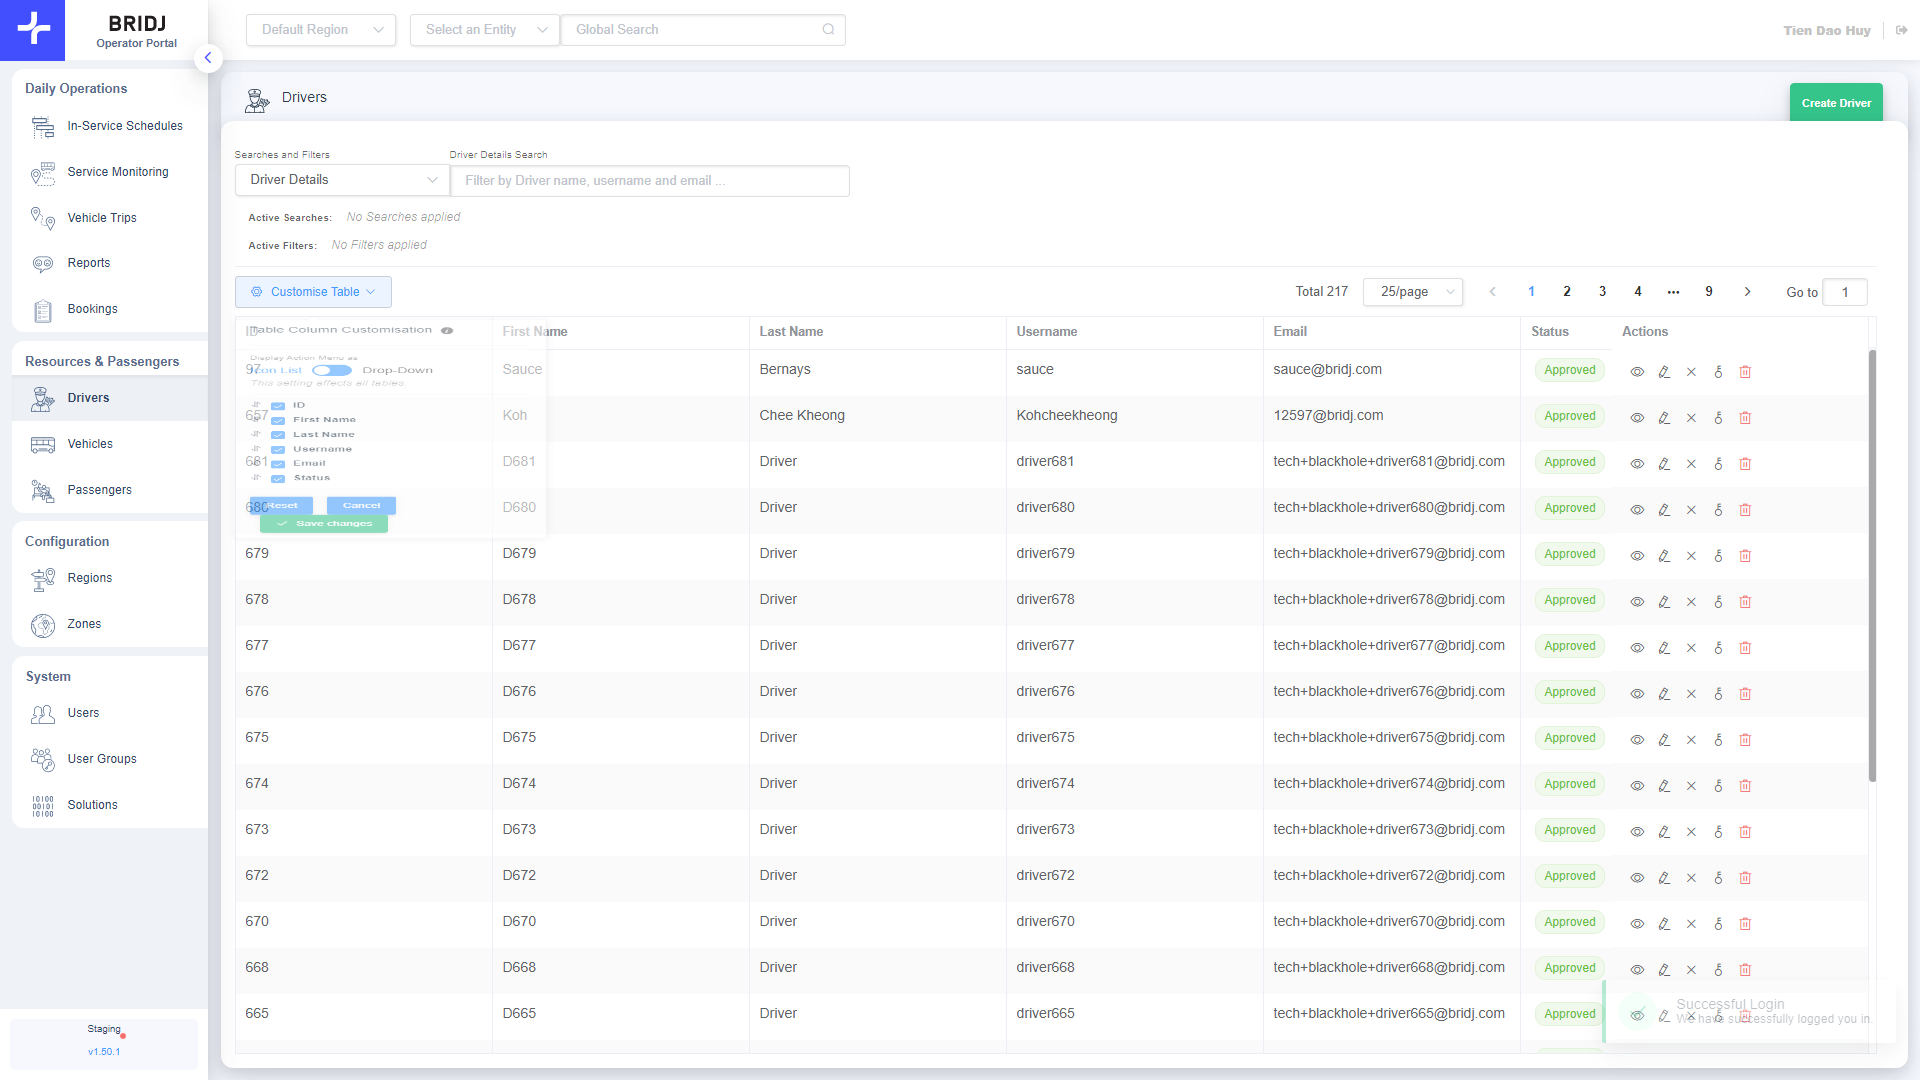 BRIDJ
Operator Portal
Default Region
Select an Entity
Global Search
Tien Dao Huy
Daily Operations
In-Service Schedules
Service Monitoring
Vehicle Trips
Reports
Bookings
Resources & Passengers
Drivers
Vehicles
Passengers
Configuration
Regions
Zones
System
Users
User Groups
Solutions
Staging
v1.50.1
Drivers
Create Driver
Searches and Filters
Driver Details Search
Driver Details
Filter by Driver name, username and email ...
Active Searches: No Searches applied
Active Filters: No Filters applied
Customise Table
Total 217
25/page
1 2 3 4 ••• 9
Go to 1
ID First Name Last Name Username Email Status Actions
Table Column Customisation
Display Action Menu as
Icon List Drop-Down
This setting effects all tables.
ID
First Name
Last Name
Username
Email
Status
Reset Cancel
Save changes
97 Sauce Bernays sauce sauce@bridj.com Approved
657 Koh Chee Kheong Kohcheekheong 12597@bridj.com Approved
681 D681 Driver driver681 tech+blackhole+driver681@bridj.com Approved
680 D680 Driver driver680 tech+blackhole+driver680@bridj.com Approved
679 D679 Driver driver679 tech+blackhole+driver679@bridj.com Approved
678 D678 Driver driver678 tech+blackhole+driver678@bridj.com Approved
677 D677 Driver driver677 tech+blackhole+driver677@bridj.com Approved
676 D676 Driver driver676 tech+blackhole+driver676@bridj.com Approved
675 D675 Driver driver675 tech+blackhole+driver675@bridj.com Approved
674 D674 Driver driver674 tech+blackhole+driver674@bridj.com Approved
673 D673 Driver driver673 tech+blackhole+driver673@bridj.com Approved
672 D672 Driver driver672 tech+blackhole+driver672@bridj.com Approved
670 D670 Driver driver670 tech+blackhole+driver670@bridj.com Approved
668 D668 Driver driver668 tech+blackhole+driver668@bridj.com Approved
665 D665 Driver driver665 tech+blackhole+driver665@bridj.com Approved
Successful Login
We have successfully logged you in.